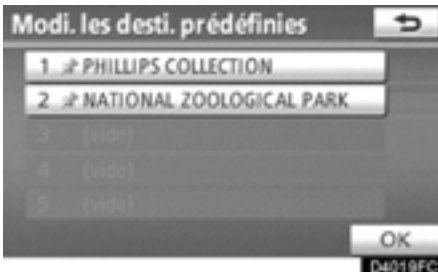 Modi. les desti. prédéfinies
1 PHILLIPS COLLECTION
2 NATIONAL ZOOLOGICAL PARK
3 (vide)
4 (vide)
5 (vide)
OK
D4019FC